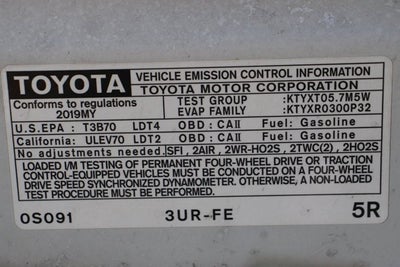 TOYOTA VEHICLE EMISSION CONTROL INFORMATION
TOYOTA MOTOR CORPORATION
Conforms to regulations
2019MY
TEST GROUP :KTYXT05.7M5W
EVAP FAMILY :KTYXR0300P32
U.S.EPA : T3B70 LDT4 OBD: CAII Fuel: Gasoline
California: ULEV70 LDT2 OBD: CAII Fuel: Gasoline
No adjustments needed.|SFI, 2AIR, 2WR-HO2S, 2TWC(2), 2HO2S
LOADED I/M TESTING OF PERMANENT FOUR-WHEEL DRIVE OR TRACTION
CONTROL-EQUIPPED VEHICLES MUST BE CONDUCTED ON A FOUR-WHEEL
DRIVE SPEED SYNCHRONIZED DYNAMOMETER. OTHERWISE, A NON-LOADED
TEST PROCEDURE MUST BE PERFORMED.
0S091 3UR-FE 5R